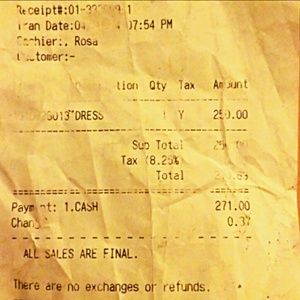 Receipt#:01-
Tran Date:04 07:54 PM
Cashier:, Rosa
Customer:-
Qty Tax Amount
DRESS Y 250.00
Sub Total
Tax (8.25%
Total
Payment: 1.CASH 271.00
Change 0.37
ALL SALES ARE FINAL.
There are no exchanges or refunds.